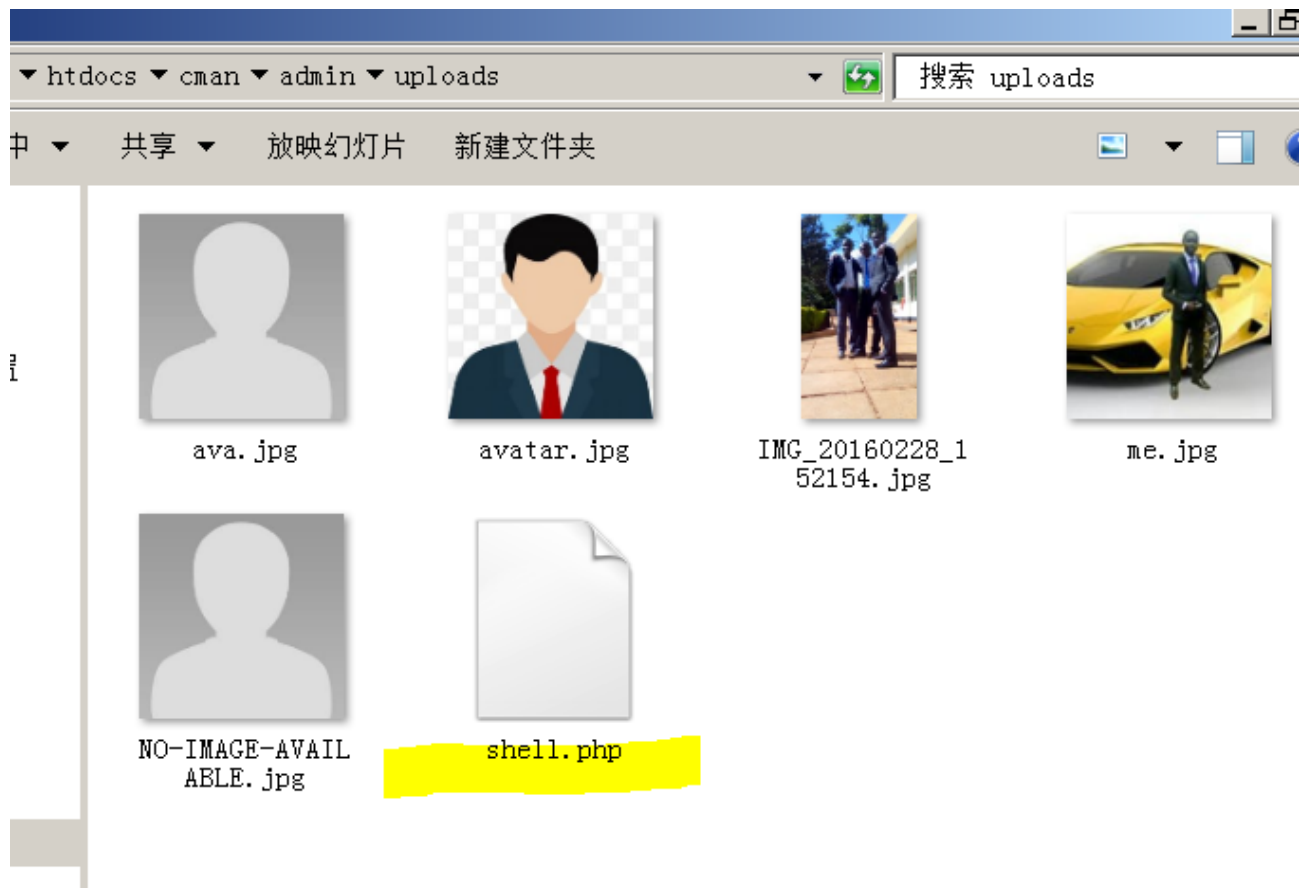 htdocs cman admin uploads 搜索 uploads
中 共享 放映幻灯片 新建文件夹
ava.jpg avatar.jpg IMG_20160228_1 me.jpg
52154.jpg
NO-IMAGE-AVAIL shell.php
ABLE.jpg